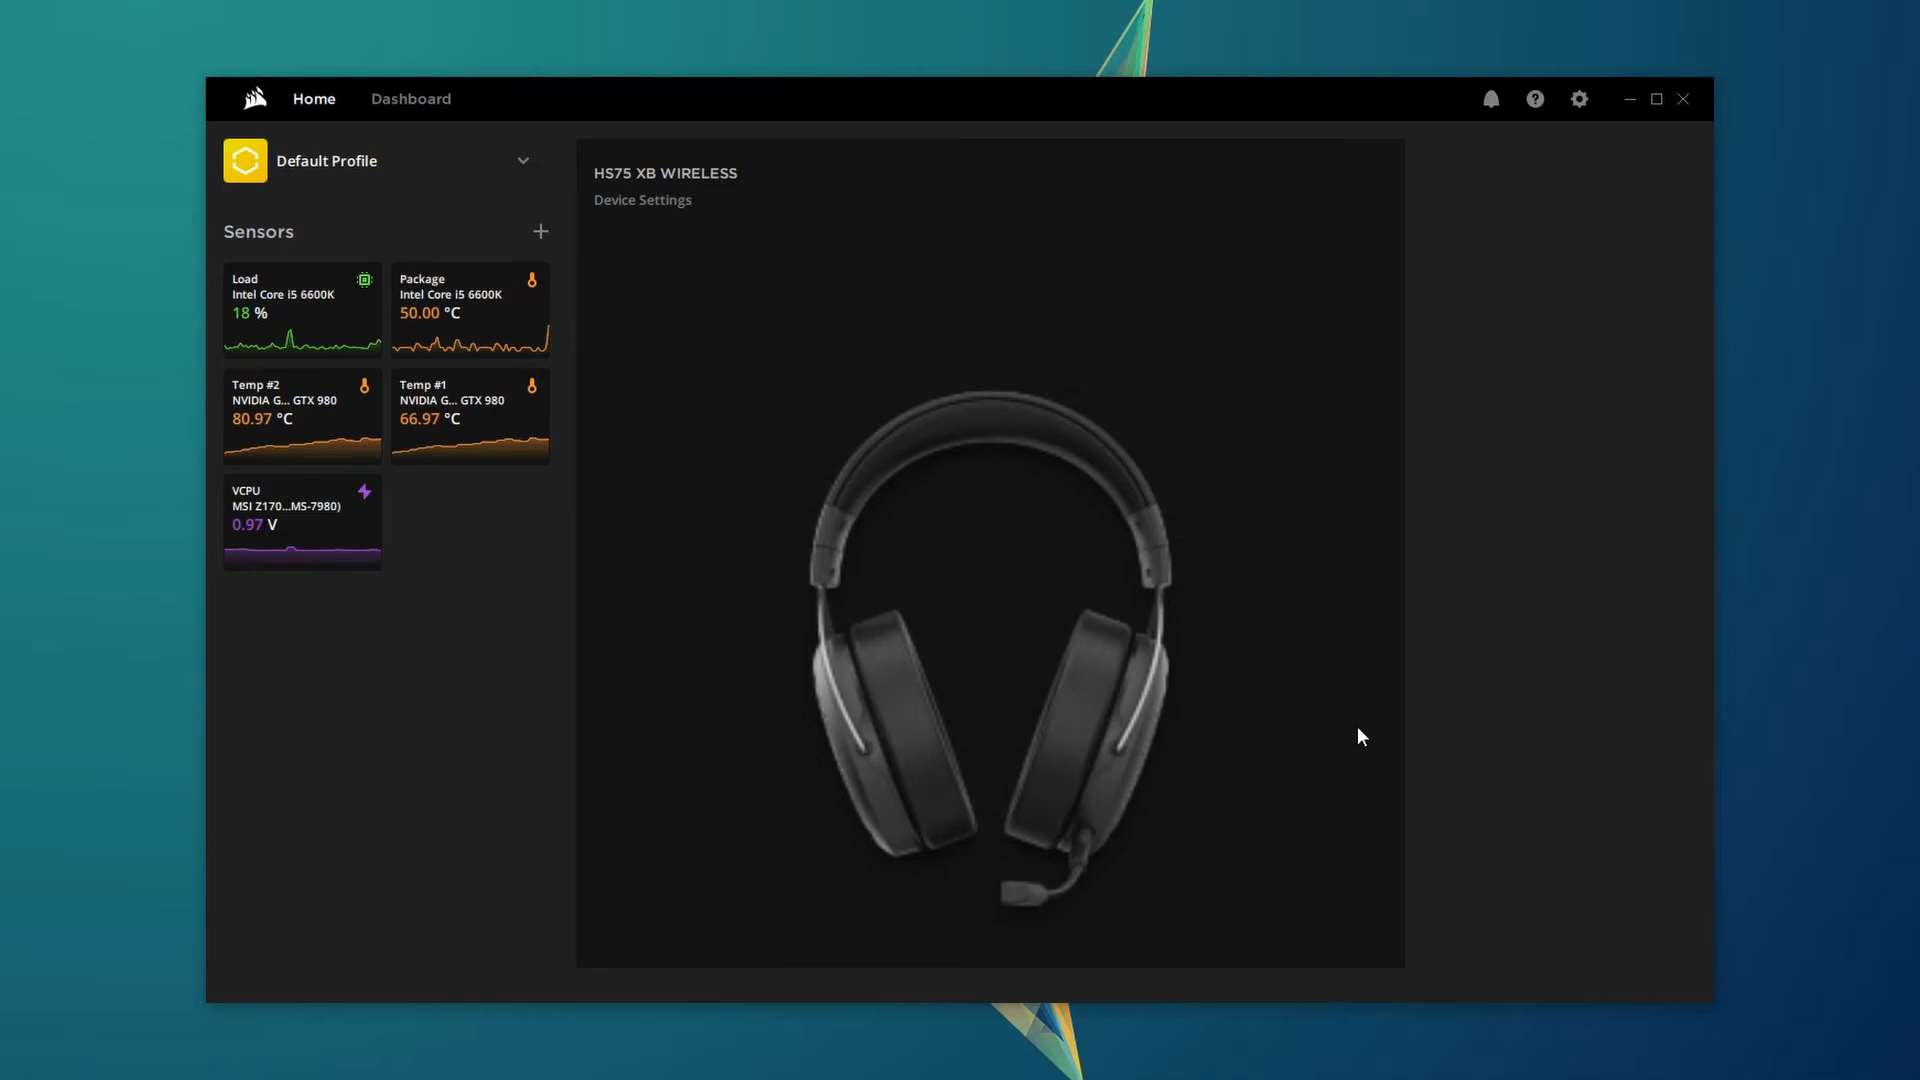 Home
Dashboard
Default Profile
Sensors
Load
Intel Core i5 6600K
18 %
Package
Intel Core i5 6600K
50.00 °C
Temp #2
NVIDIA G... GTX 980
80.97 °C
Temp #1
NVIDIA G... GTX 980
66.97 °C
VCPU
MSI Z170...MS-7980)
0.97 V
HS75 XB WIRELESS
Device Settings